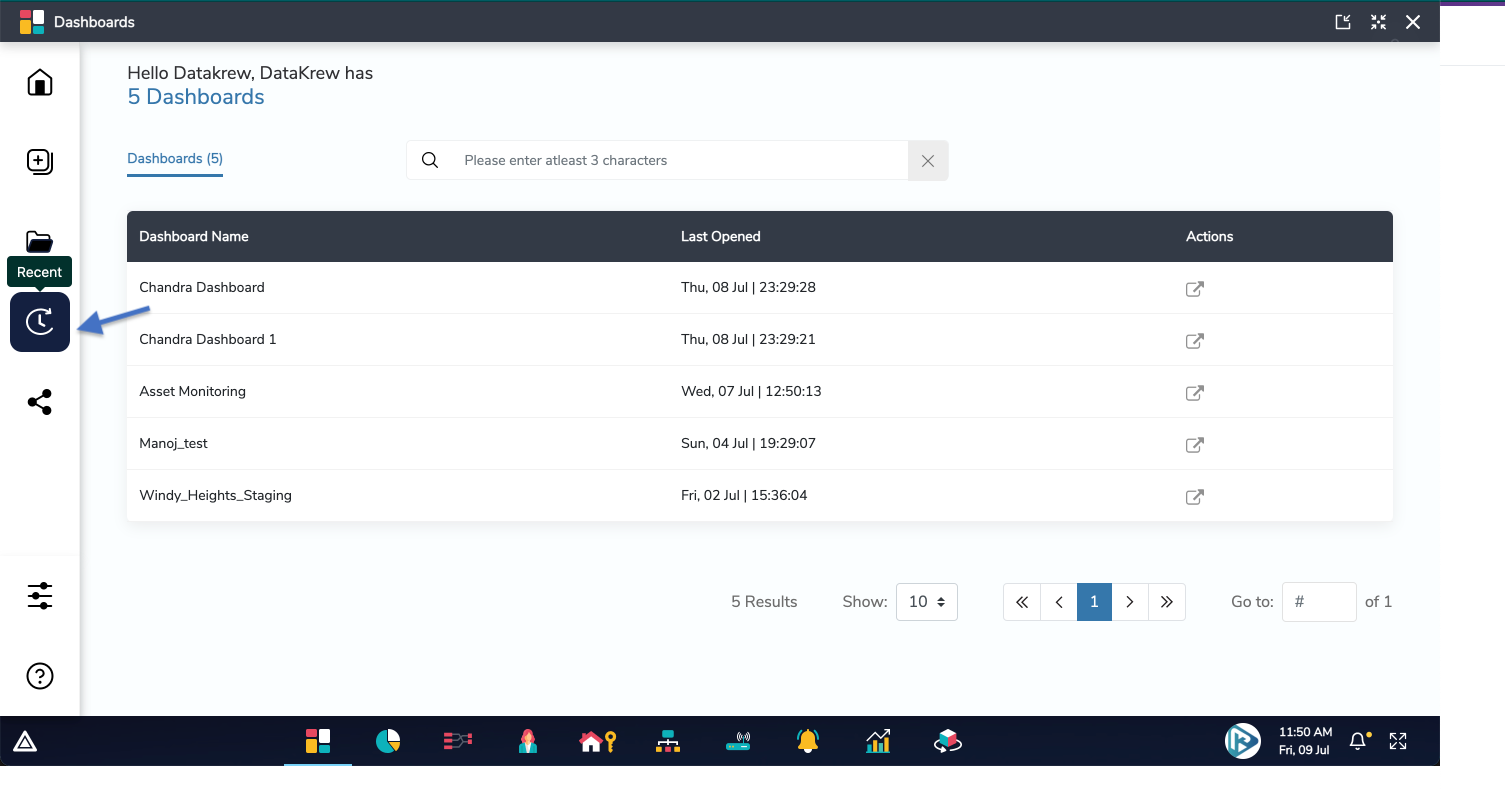 Dashboards
Hello Datakrew, DataKrew has
5 Dashboards
Dashboards (5)
Please enter atleast 3 characters
Dashboard Name Last Opened Actions
Chandra Dashboard Thu, 08 Jul | 23:29:28
Chandra Dashboard 1 Thu, 08 Jul | 23:29:21
Asset Monitoring Wed, 07 Jul | 12:50:13
Manoj_test Sun, 04 Jul | 19:29:07
Windy_Heights_Staging Fri, 02 Jul | 15:36:04
Recent
5 Results Show: 10 1 Go to: # of 1
11:50 AM
Fri, 09 Jul